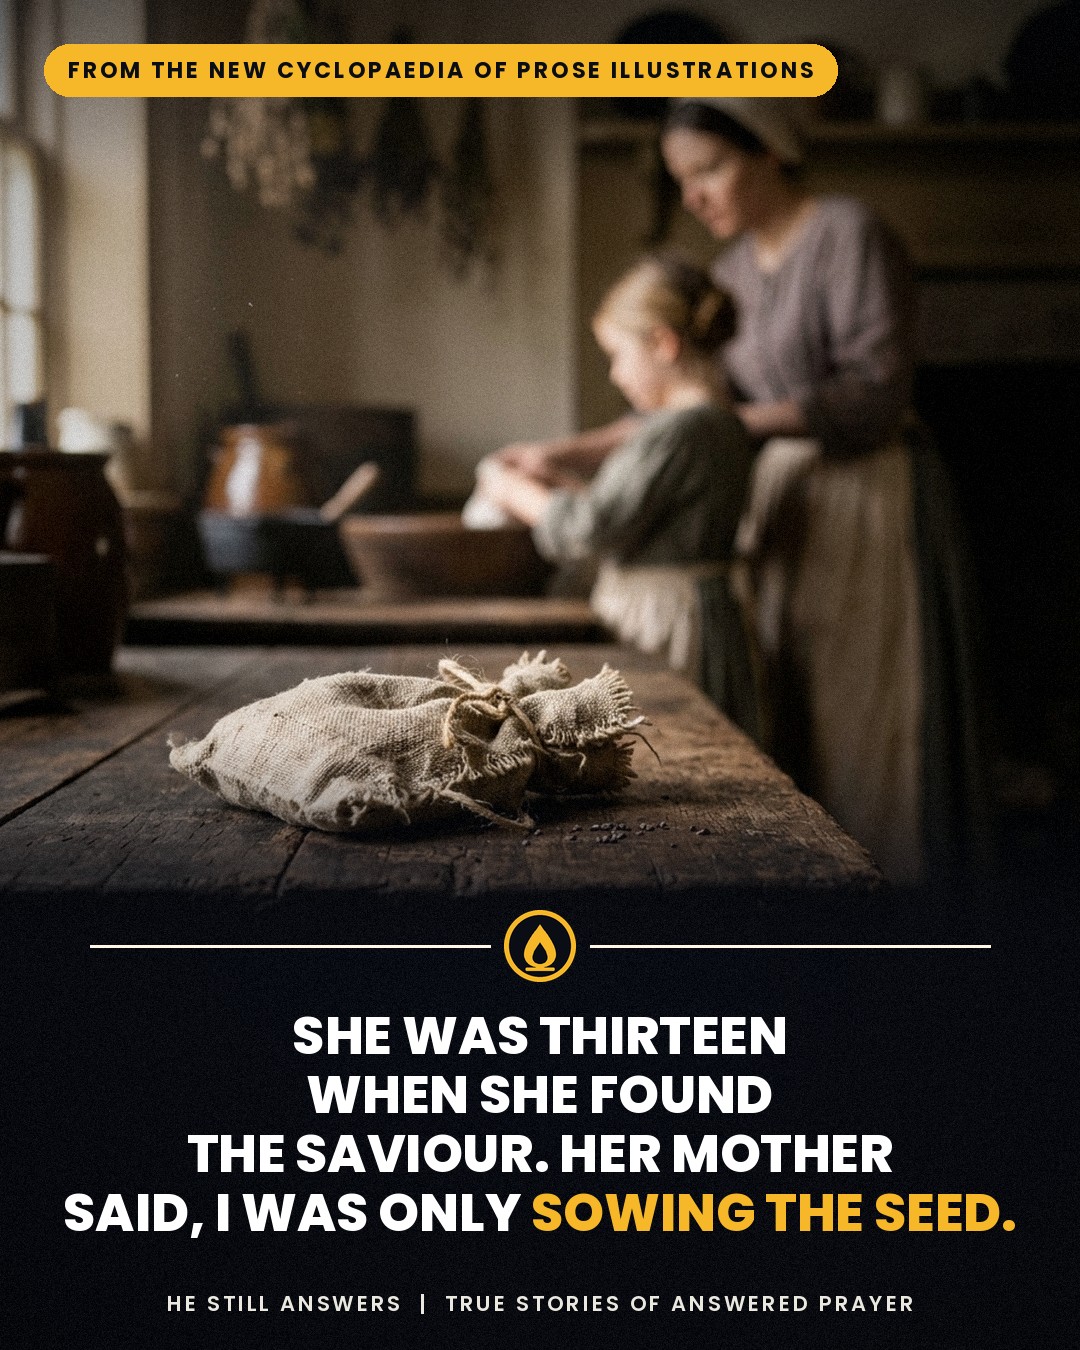 FROM THE NEW CYCLOPAEDIA OF PROSE ILLUSTRATIONS
SHE WAS THIRTEEN
WHEN SHE FOUND
THE SAVIOUR. HER MOTHER
SAID, I WAS ONLY SOWING THE SEED.
HE STILL ANSWERS | TRUE STORIES OF ANSWERED PRAYER